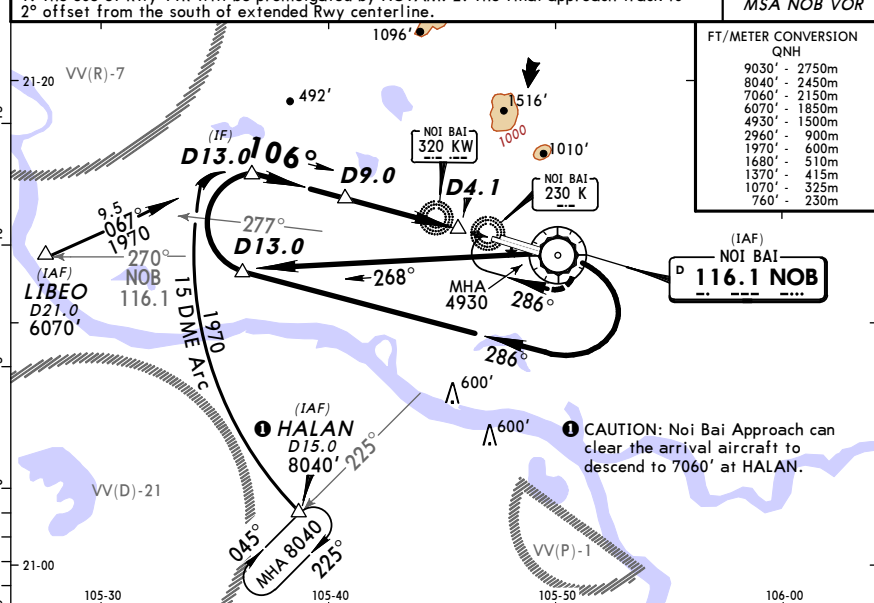 2° offset from the south of extended Rwy centerline.
MSA NOB VOR
1096'
FT/METER CONVERSION
QNH
9030' - 2750m
8040' - 2450m
7060' - 2150m
6070' - 1850m
4930' - 1500m
2960' - 900m
1970' - 600m
1680' - 510m
1370' - 415m
1070' - 325m
760' - 230m
VV(R)-7
21-20
492'
1516'
1000
1010'
NOI BAI
320 KW
NOI BAI
230 K
(IF)
D13.0
106°
D9.0
D4.1
9.5
067°
1970
277°
270°
NOB
116.1
(IAF)
LIBEO
D21.0
6070'
D13.0
268°
MHA
4930
286°
286°
(IAF)
NOI BAI
D 116.1 NOB
15 DME Arc
1970
600'
600'
(IAF)
1 HALAN
D15.0
8040'
225°
1 CAUTION: Noi Bai Approach can
clear the arrival aircraft to
descend to 7060' at HALAN.
VV(D)-21
045°
MHA 8040
225°
VV(P)-1
21-00
105-30
105-40
105-50
106-00